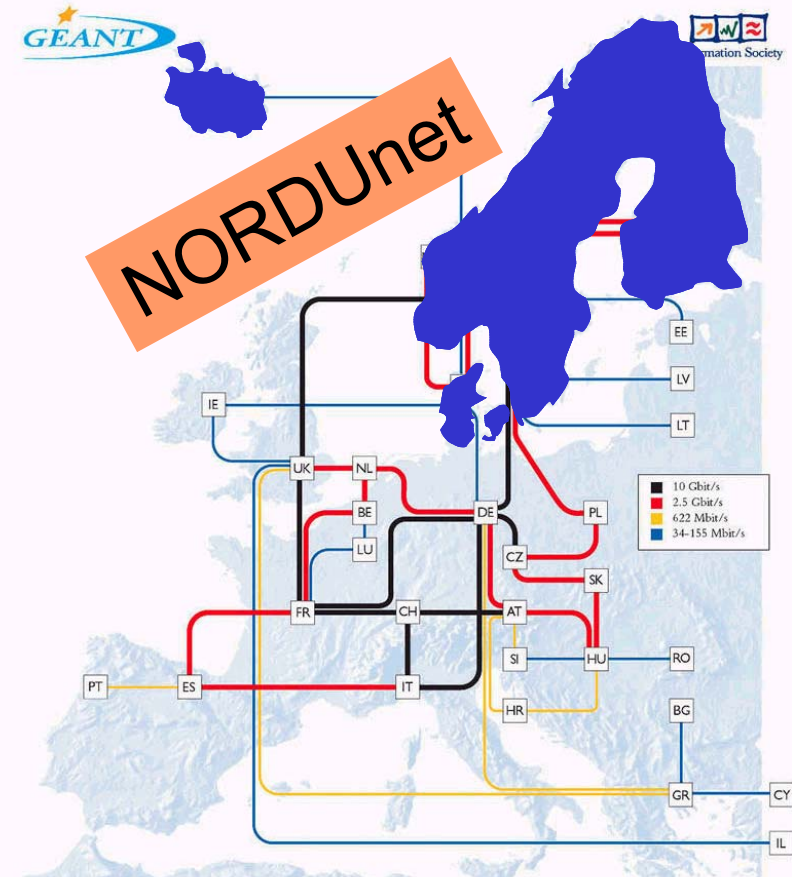 GEANT
rmation Society
NORDUnet
EE
LV
IE
LT
UK
NL
10 Gbit/s
2.5 Gbit/s
622 Mbit/s
34-155 Mbit/s
BE
DE
PL
LU
CZ
SK
FR
CH
AT
SI
HU
RO
PT
ES
IT
HR
BG
GR
CY
IL